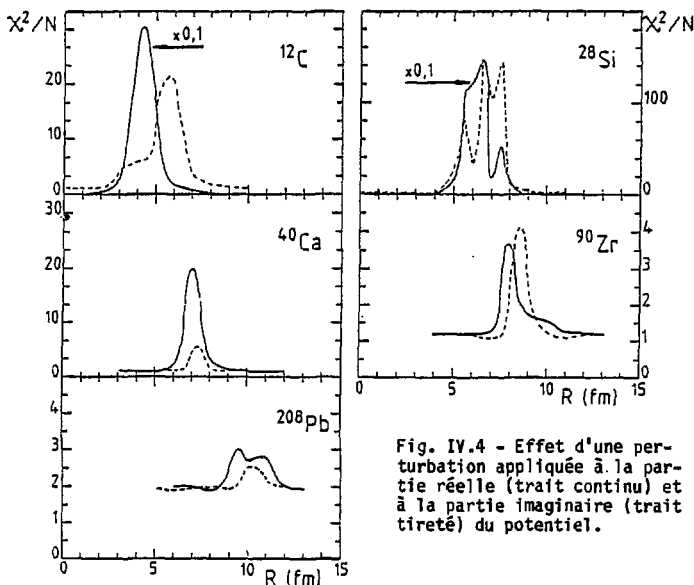 χ²/N
x0,1
¹²C
30
20
10
0
x0,1
²⁸Si
χ²/N
100
0
⁴⁰Ca
30
20
10
0
⁹⁰Zr
4
3
2
1
0
0 5 10
R (fm)
²⁰⁸Pb
4
3
2
1
0
0 5 10
R (fm)
Fig. IV.4 - Effet d'une per-
turbation appliquée à la par-
tie réelle (trait continu) et
à la partie imaginaire (trait
tireté) du potentiel.